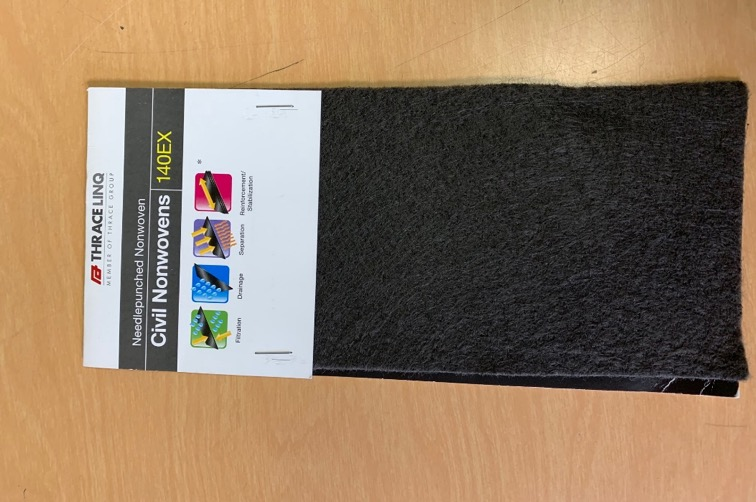 THRACE LINQ
MEMBER OF THRACE GROUP
Needlepunched Nonwoven
Civil Nonwovens 140EX
Filtration
Drainage
Separation
Reinforcement/
Stabilization